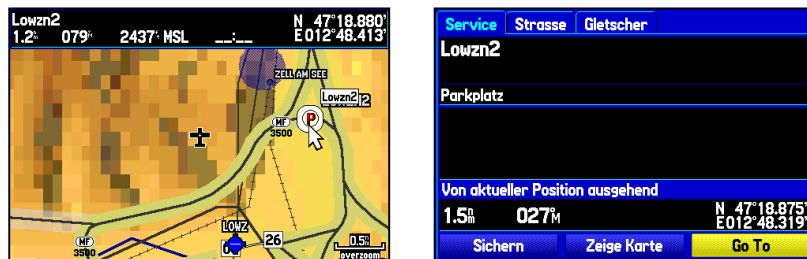 Lowzn2
1.2 079 2437 MSL __:__
N 47°18.880'
E 012°48.413'
ZELL AM SEE
Lowzn2
P
MF
3500
LOWZ
26
MF
3500
0.5
overzoom
Service Strasse Gletscher
Lowzn2
Parkplatz
Von aktueller Position ausgehend
1.5 027°M
N 47°18.875'
E 012°48.319'
Sichern Zeige Karte Go To